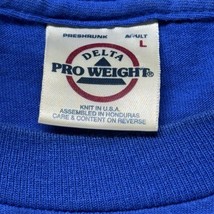 PRESHRUNK ADULT
L
DELTA
PRO WEIGHT®
KNIT IN U.S.A.
ASSEMBLED IN HONDURAS
CARE & CONTENT ON REVERSE